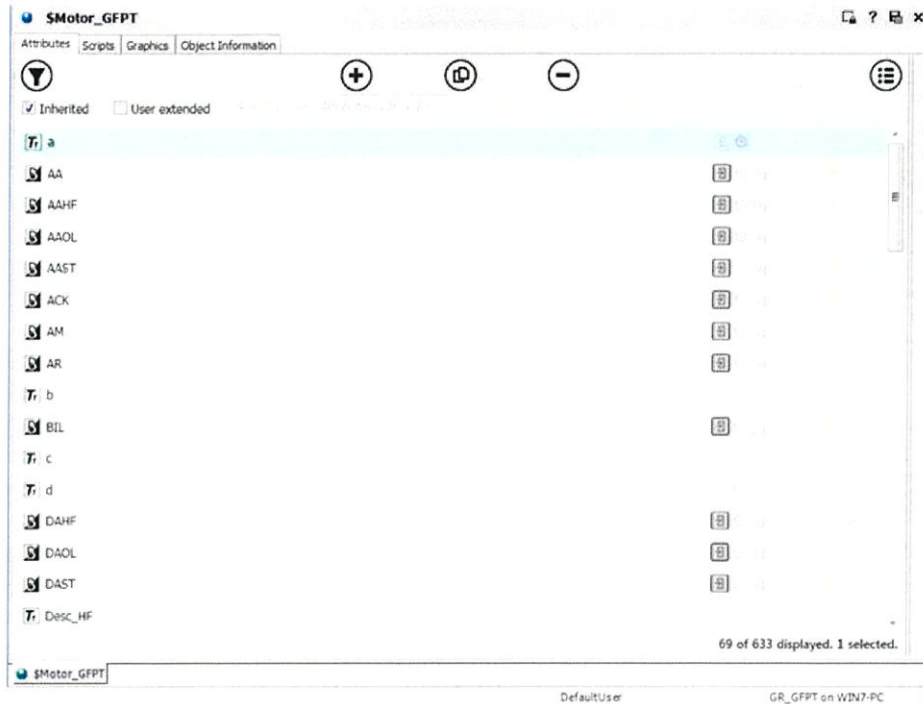 $Motor_GFPT
Attributes Scripts Graphics Object Information
Inherited User extended
a
AA
AAHF
AAOL
AAST
ACK
AM
AR
b
BIL
c
d
DAHF
DAOL
DAST
Desc_HF
69 of 633 displayed. 1 selected.
$Motor_GFPT
DefaultUser GR_GFPT on WIN7-PC